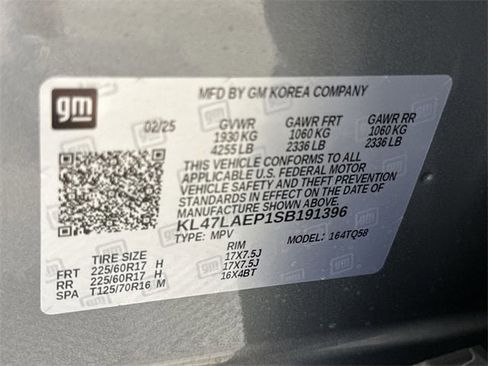 gm
MFD BY GM KOREA COMPANY
02/25 GVWR GAWR FRT GAWR RR
1930 KG 1060 KG 1060 KG
4255 LB 2336 LB 2336 LB
THIS VEHICLE CONFORMS TO ALL
APPLICABLE U.S. FEDERAL MOTOR
VEHICLE SAFETY AND THEFT PREVENTION
STANDARDS IN EFFECT ON THE DATE OF
KL47LAEP1SB191396
TYPE: MPV MODEL: 164TQ58
TIRE SIZE RIM
FRT 225/60R17 H 17X7.5J
RR 225/60R17 H 17X7.5J
SPA T125/70R16 M 16X4BT